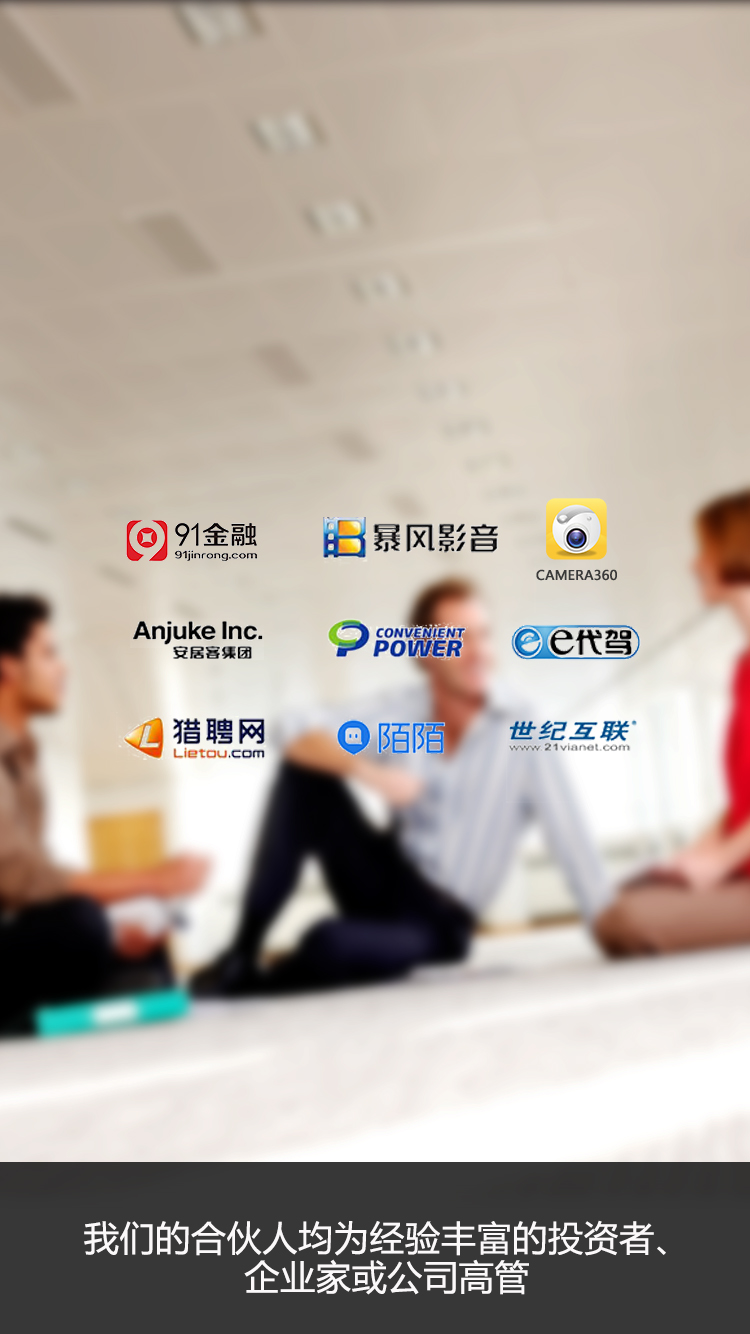 91金融
91jinrong.com
暴风影音
CAMERA360
Anjuke Inc.
安居客集团
CONVENIENT
POWER
e代驾
猎聘网
Lietou.com
陌陌
世纪互联
www.21vianet.com
我们的合伙人均为经验丰富的投资者、
企业家或公司高管